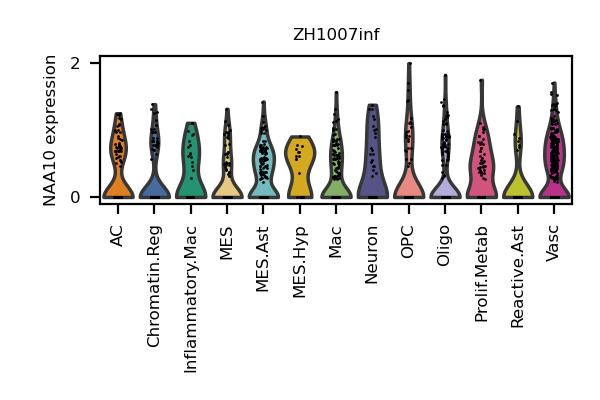 ZH1007inf
NAA10 expression
2
0
AC
Chromatin.Reg
Inflammatory.Mac
MES
MES.Ast
MES.Hyp
Mac
Neuron
OPC
Oligo
Prolif.Metab
Reactive.Ast
Vasc